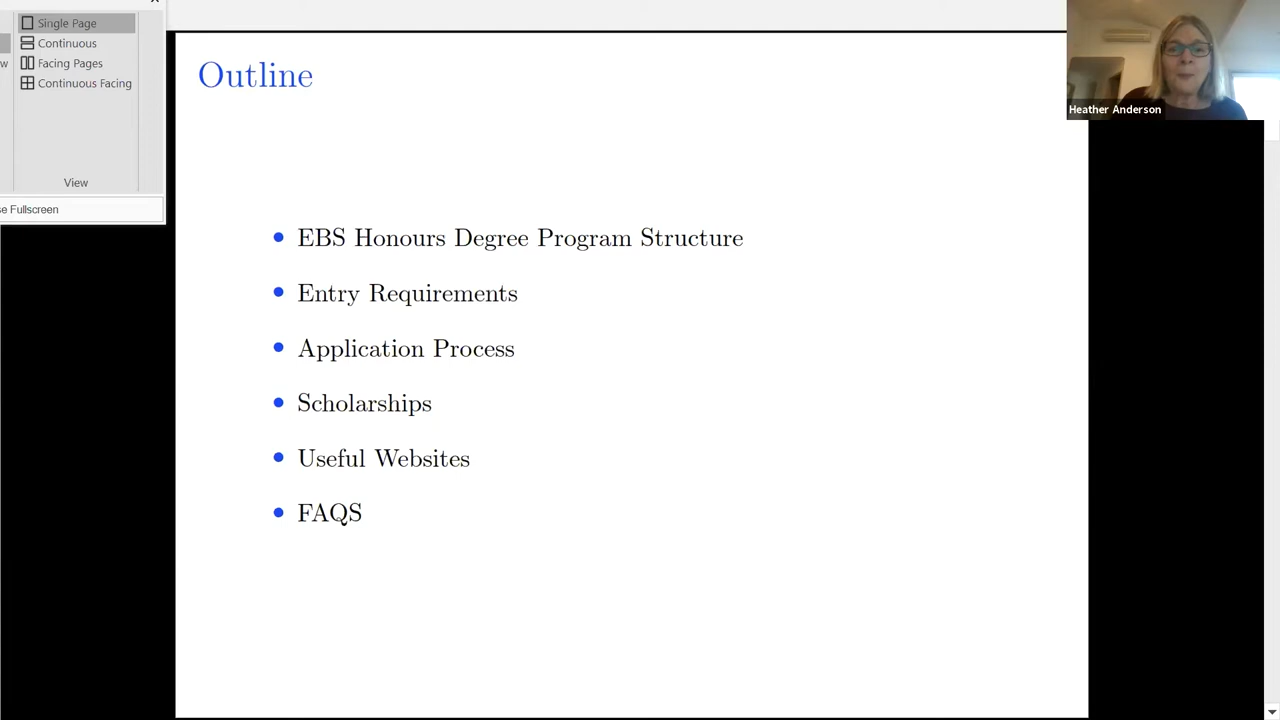 Single Page
Continuous
Facing Pages
Continuous Facing
View
Outline
Heather Anderson
EBS Honours Degree Program Structure
Entry Requirements
Application Process
Scholarships
Useful Websites
FAQS